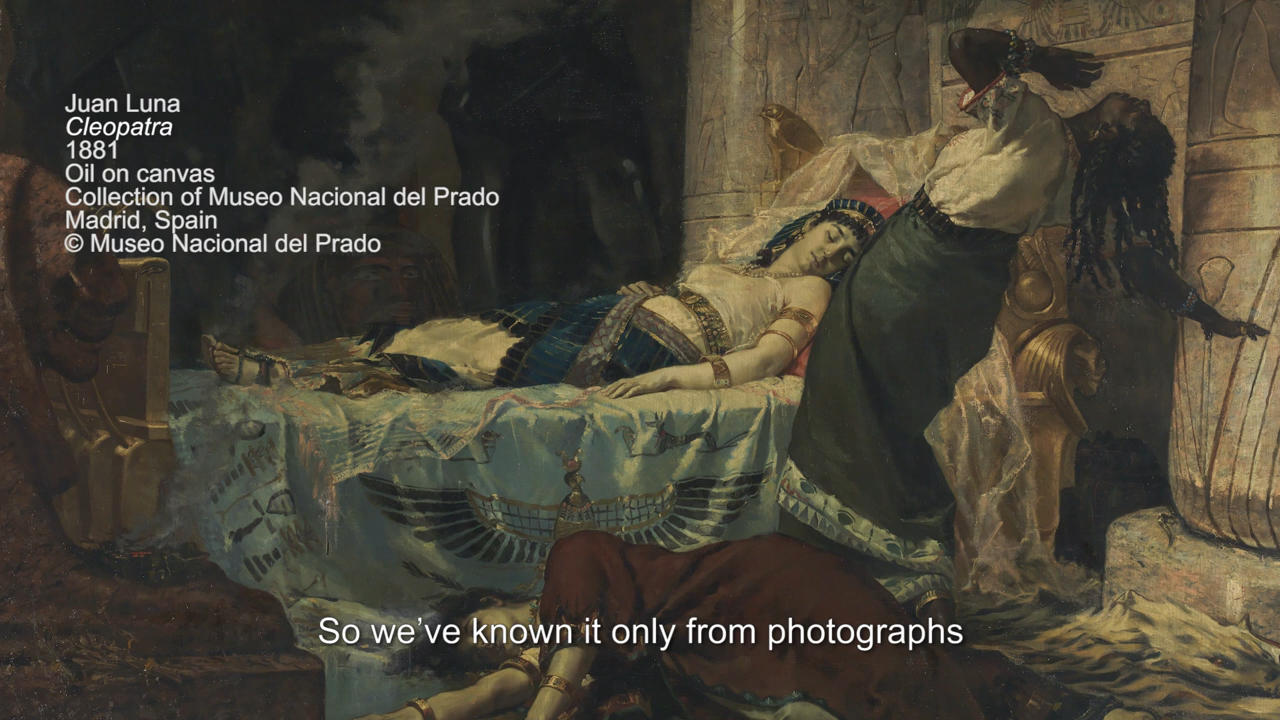 Juan Luna
Cleopatra
1881
Oil on canvas
Collection of Museo Nacional del Prado
Madrid, Spain
© Museo Nacional del Prado
So we’ve known it only from photographs